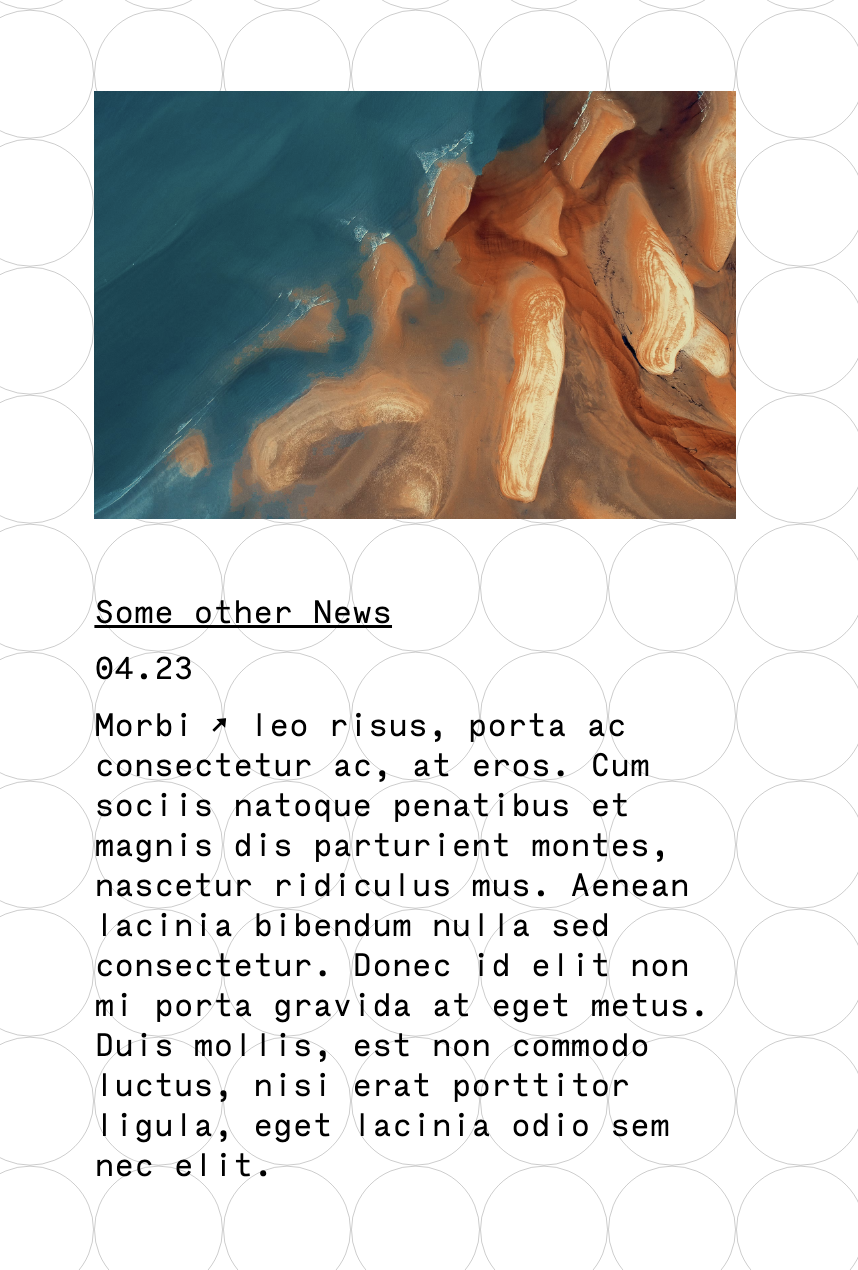 Some other News
04.23
Morbi ↗ leo risus, porta ac
consectetur ac, at eros. Cum
sociis natoque penatibus et
magnis dis parturient montes,
nascetur ridiculus mus. Aenean
lacinia bibendum nulla sed
consectetur. Donec id elit non
mi porta gravida at eget metus.
Duis mollis, est non commodo
luctus, nisi erat porttitor
ligula, eget lacinia odio sem
nec elit.